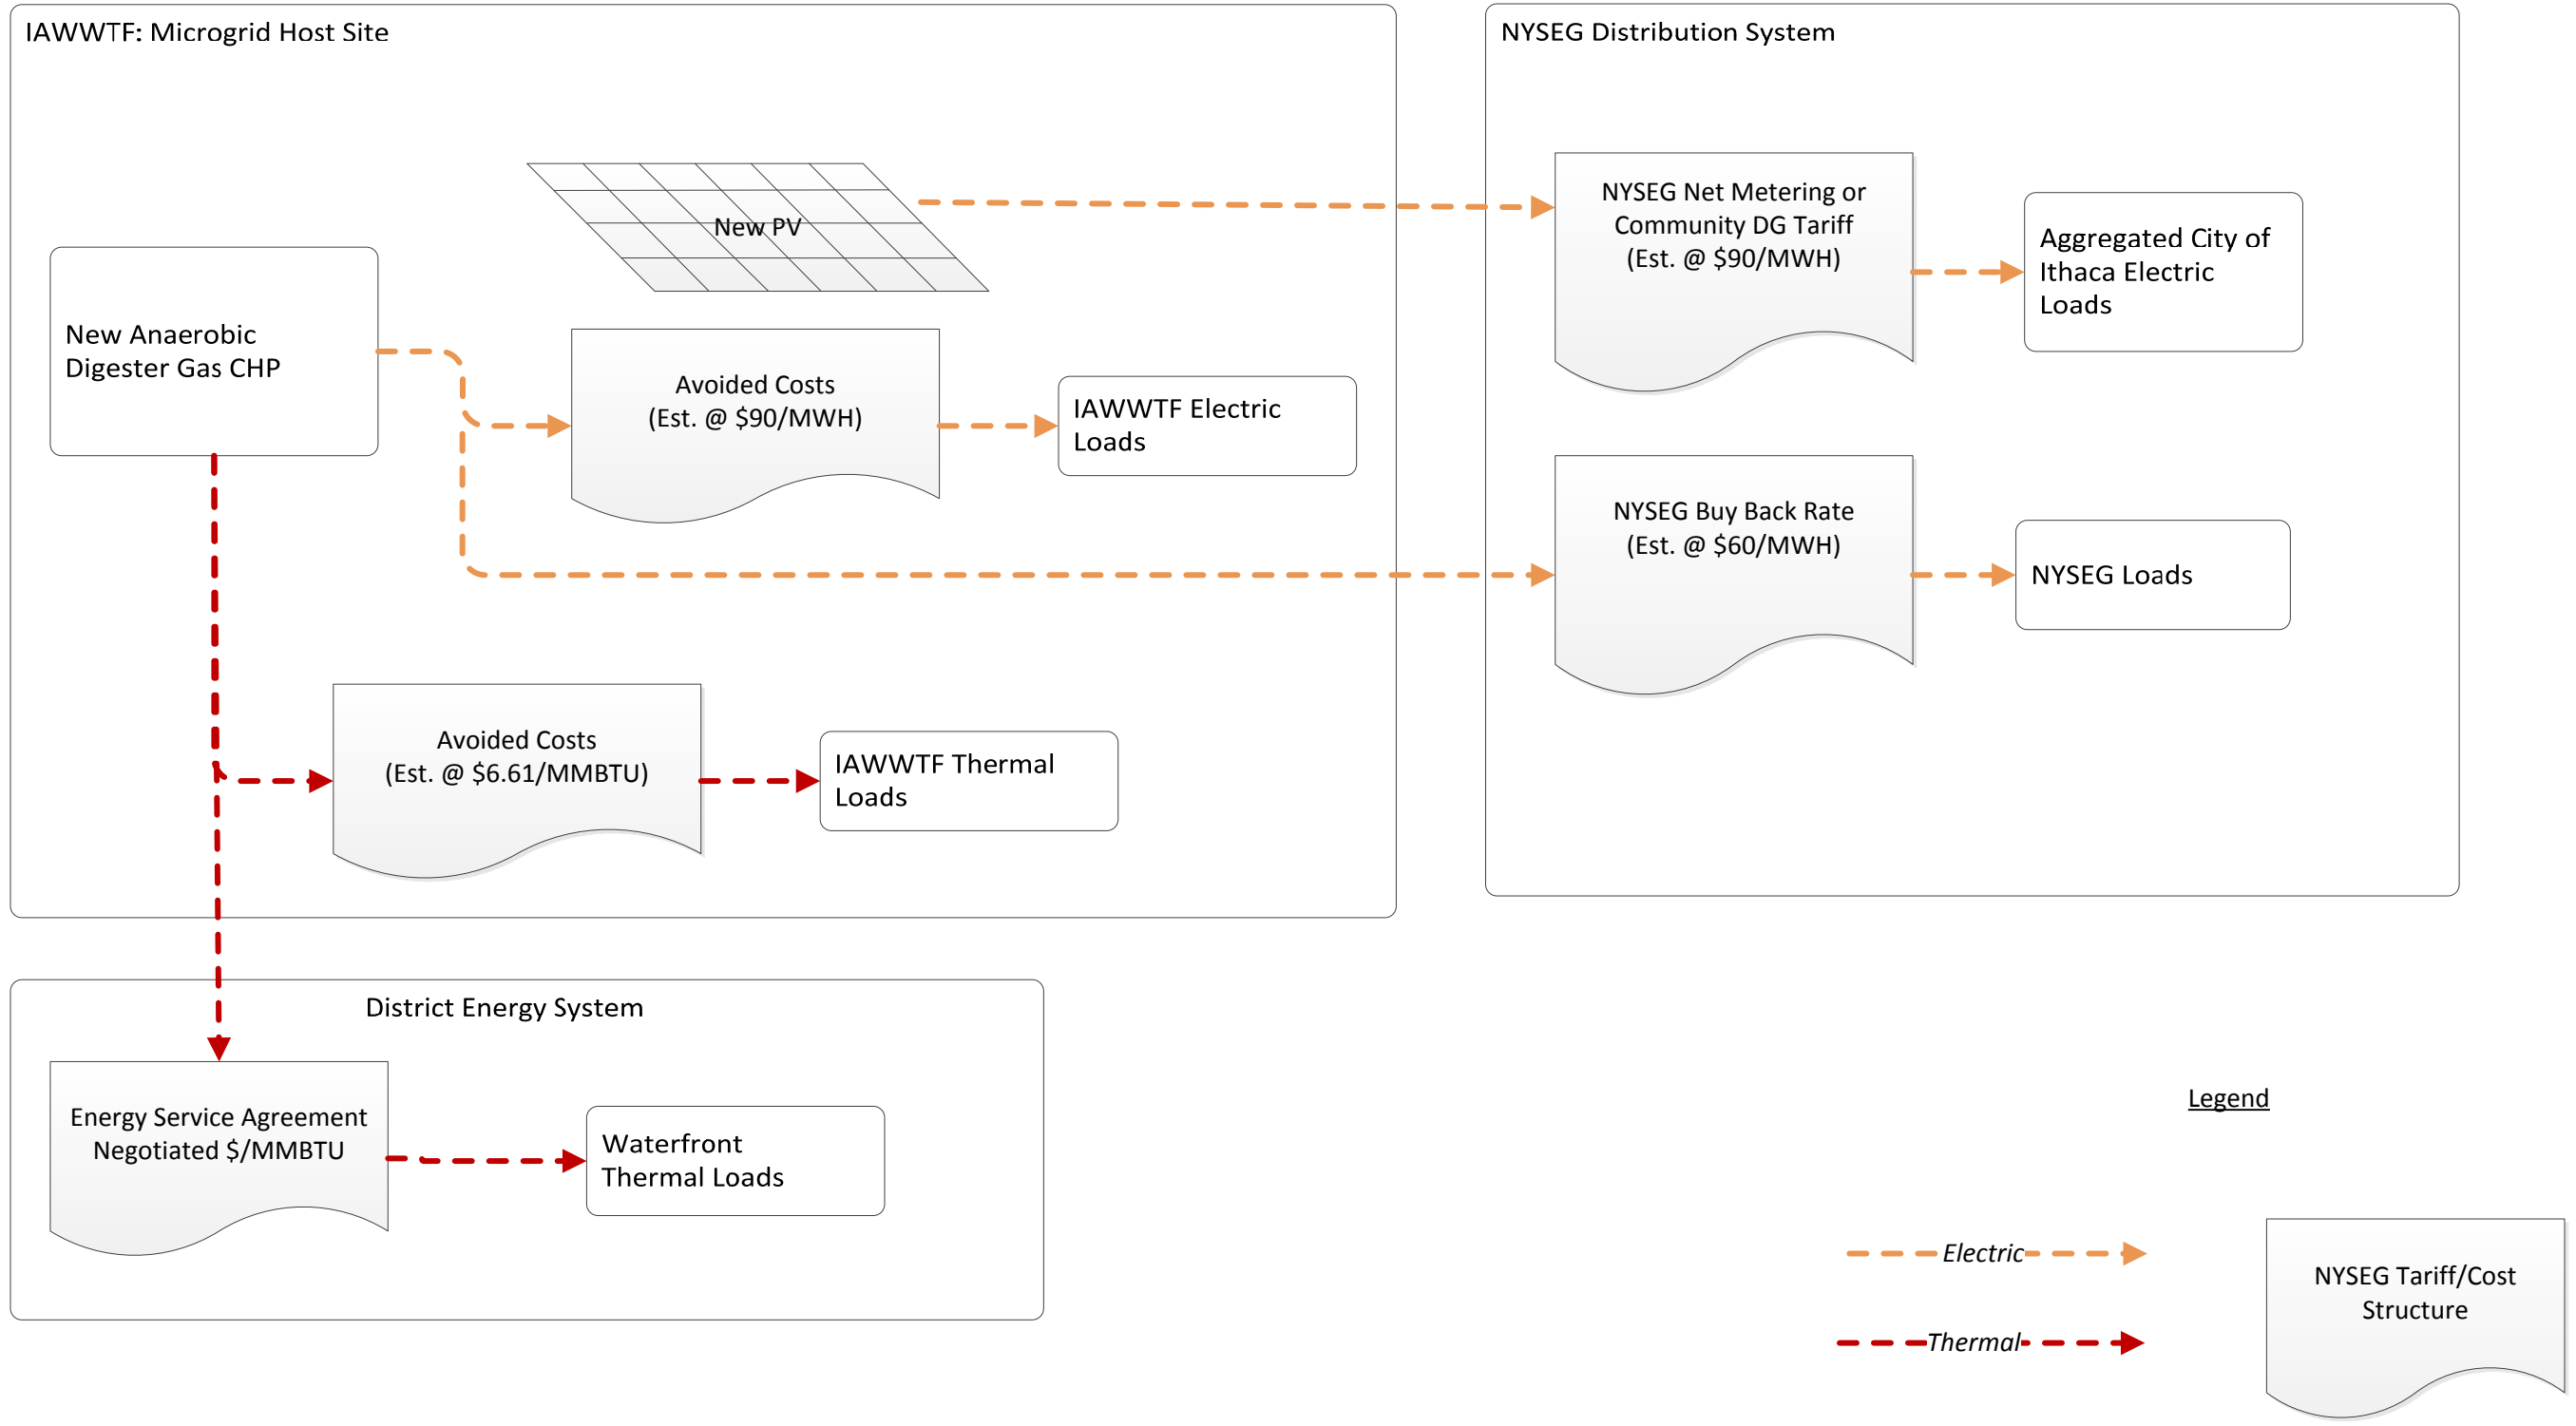 IAWWTF: Microgrid Host Site
New PV
New Anaerobic
Digester Gas CHP
Avoided Costs
(Est. @ $90/MWH)
IAWWTF Electric
Loads
Avoided Costs
(Est. @ $6.61/MMBTU)
IAWWTF Thermal
Loads
NYSEG Distribution System
NYSEG Net Metering or
Community DG Tariff
(Est. @ $90/MWH)
Aggregated City of
Ithaca Electric
Loads
NYSEG Buy Back Rate
(Est. @ $60/MWH)
NYSEG Loads
District Energy System
Energy Service Agreement
Negotiated $/MMBTU
Waterfront
Thermal Loads
Legend
Electric
Thermal
NYSEG Tariff/Cost
Structure